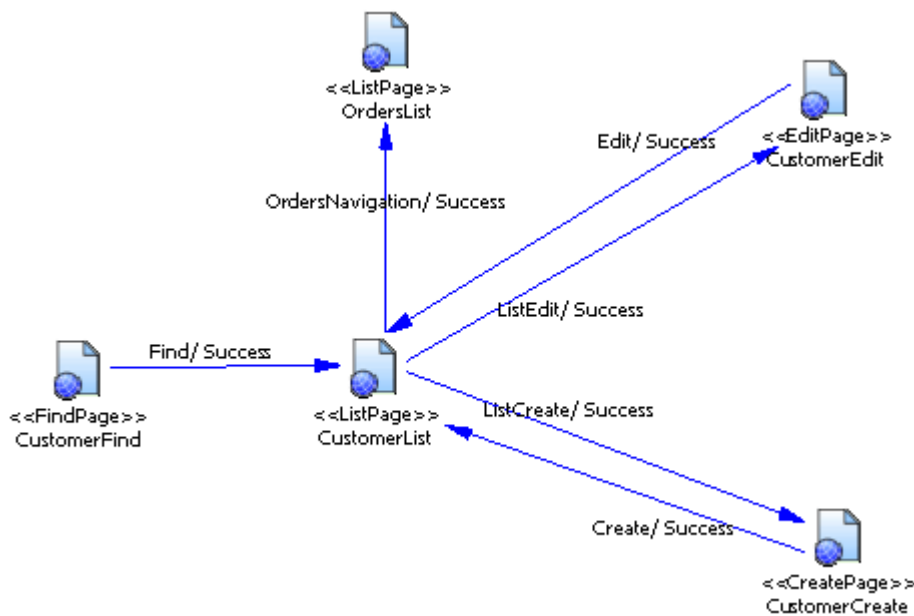 <<ListPage>>
OrdersList
<<EditPage>>
CustomerEdit
Edit/ Success
OrdersNavigation/ Success
ListEdit/ Success
Find/ Success
<<FindPage>>
CustomerFind
<<ListPage>>
CustomerList
ListCreate/ Success
Create/ Success
<<CreatePage>>
CustomerCreate